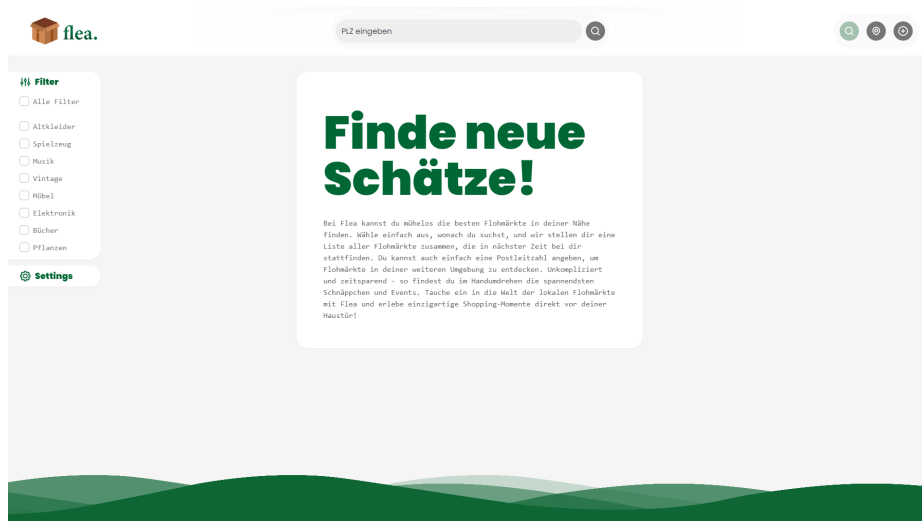 flea.
PLZ eingeben
Filter
Alle Filter
Altkleider
Spielzeug
Musik
Vintage
Möbel
Elektronik
Bücher
Pflanzen
Settings
Finde neue
Schätze!
Bei Flea kannst du mühelos die besten Flohmärkte in deiner Nähe
finden. Wähle einfach aus, wonach du suchst, und wir stellen dir eine
Liste aller Flohmärkte zusammen, die in nächster Zeit bei dir
stattfinden. Du kannst auch einfach eine Postleitzahl angeben, um
Flohmärkte in deiner weiteren Umgebung zu entdecken. Unkompliziert
und zeitsparend - so findest du im Handumdrehen die spannendsten
Schnäppchen und Events. Tauche ein in die Welt der lokalen Flohmärkte
mit Flea und erlebe einzigartige Shopping-Momente direkt vor deiner
Haustür!